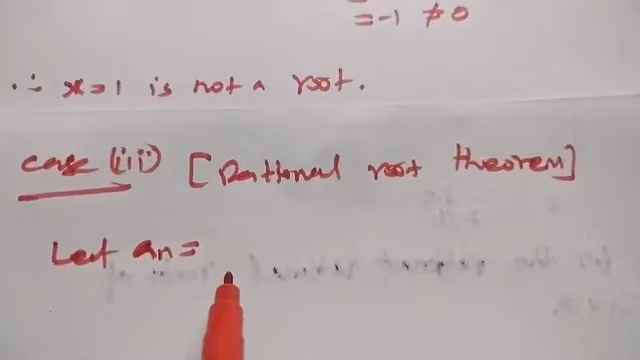 = -1 ≠ 0
∴ x=1 is not a root.
case (iii) [Rational root theorem]
Let an =